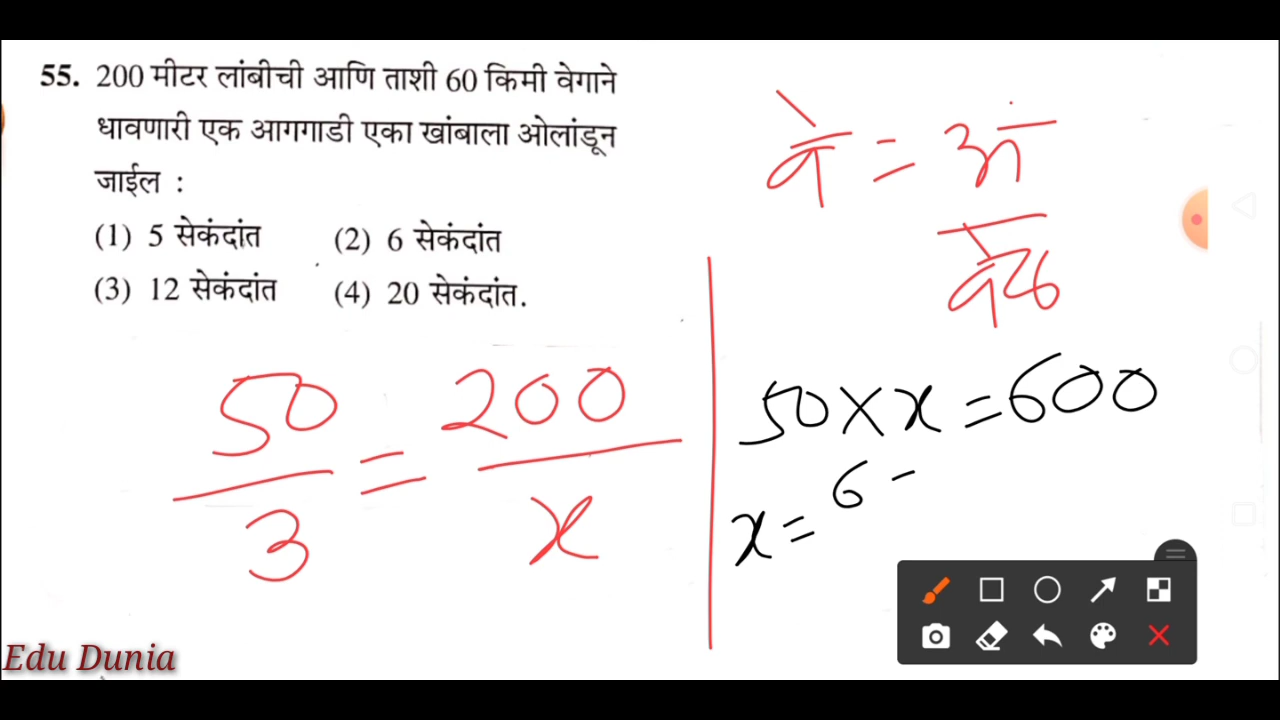 55. 200 मीटर लांबीची आणि ताशी 60 किमी वेगाने
धावणारी एक आगगाडी एका खांबाला ओलांडून
जाईल :
(1) 5 सेकंदांत (2) 6 सेकंदांत
(3) 12 सेकंदांत (4) 20 सेकंदांत.
वे = अं
वेळ
50/3 = 200/x
50 × x = 600
x = 6
Edu Dunia